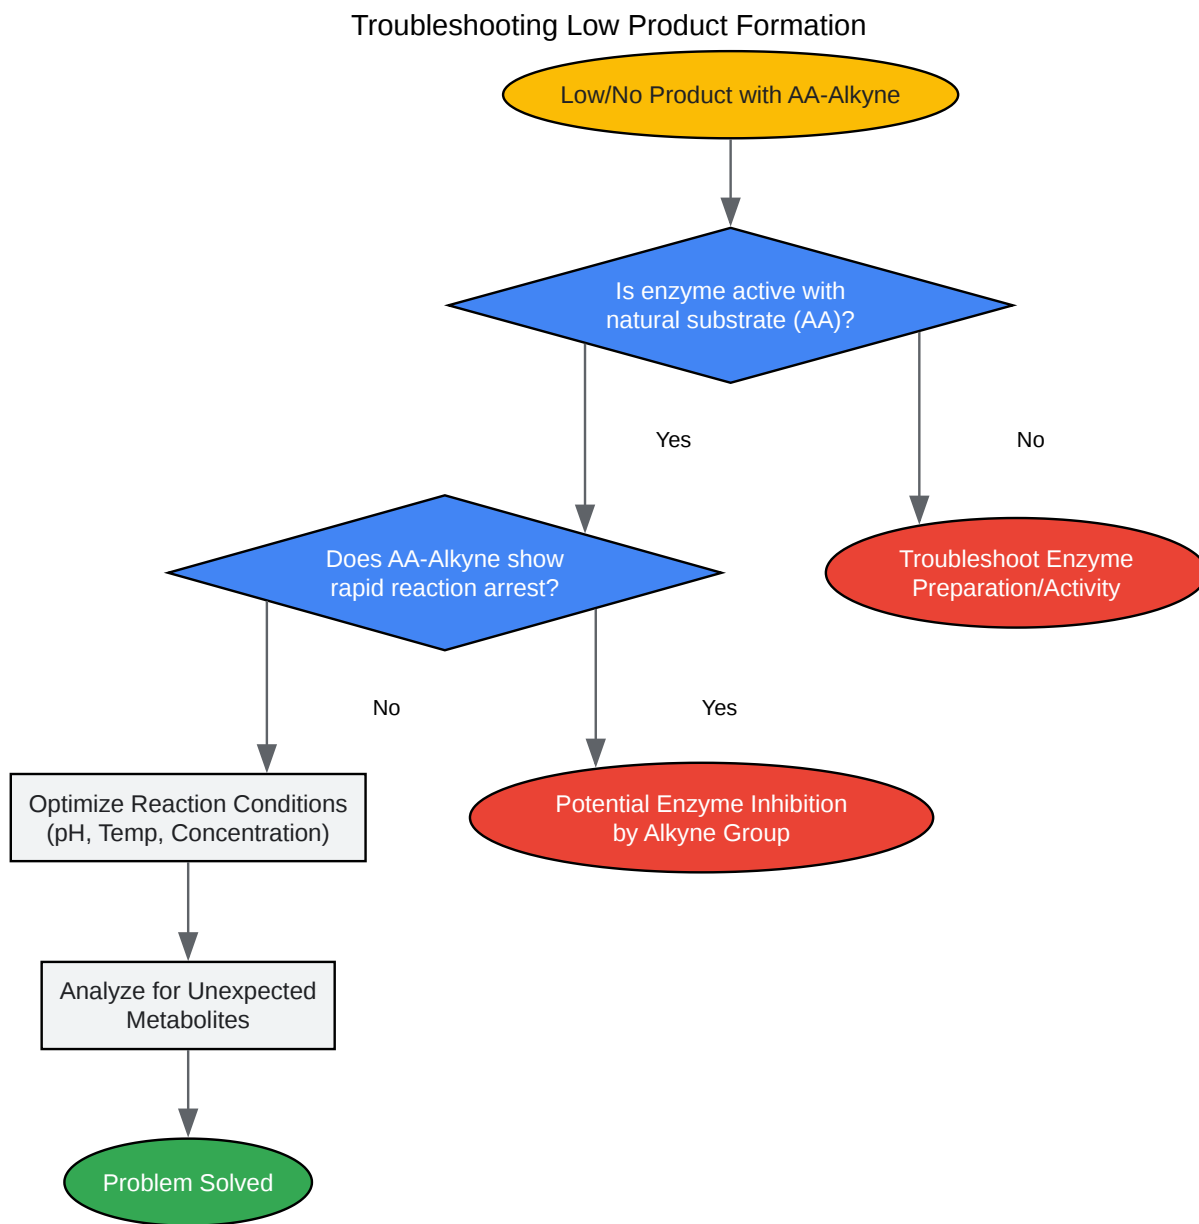 Troubleshooting Low Product Formation
Low/No Product with AA-Alkyne
Is enzyme active with
natural substrate (AA)?
Yes
No
Does AA-Alkyne show
rapid reaction arrest?
Troubleshoot Enzyme
Preparation/Activity
No
Yes
Optimize Reaction Conditions
(pH, Temp, Concentration)
Potential Enzyme Inhibition
by Alkyne Group
Analyze for Unexpected
Metabolites
Problem Solved